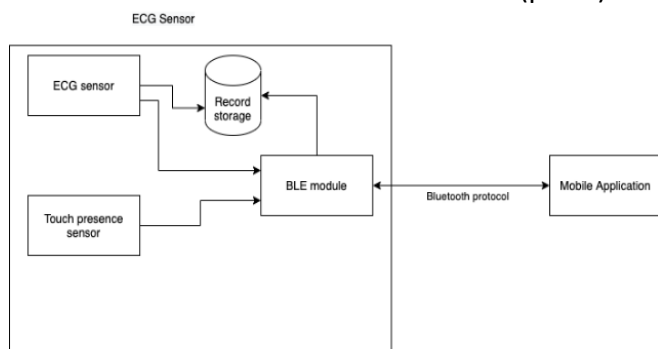 ECG Sensor
ECG sensor
Record
storage
BLE module
Bluetooth protocol
Mobile Application
Touch presence
sensor